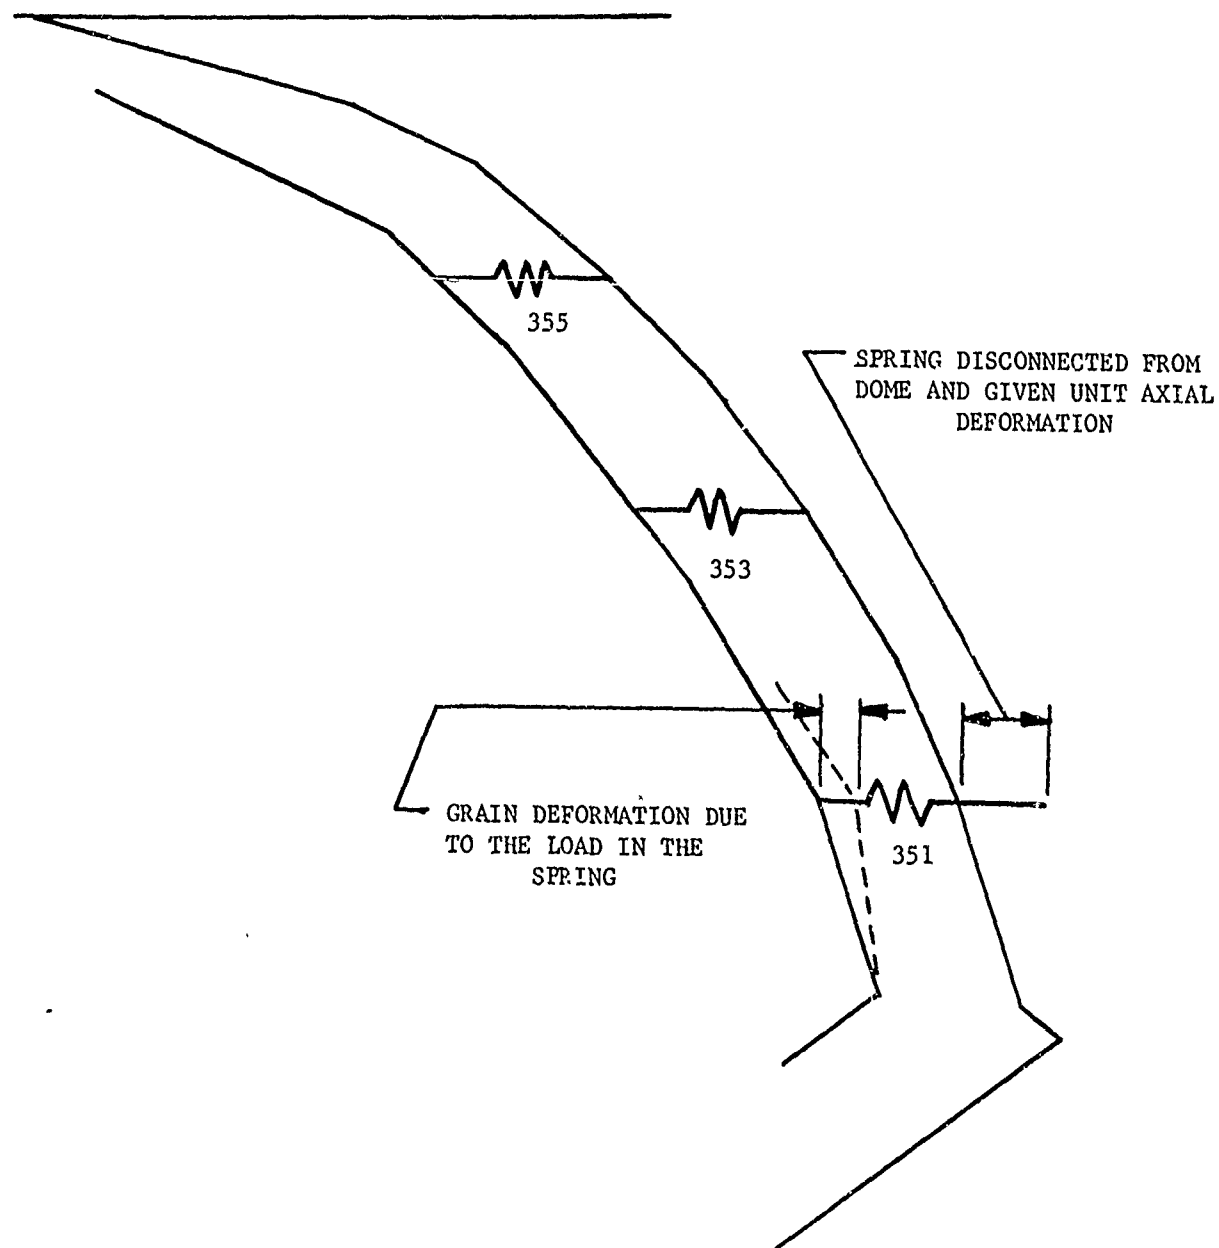 355
SPRING DISCONNECTED FROM
DOME AND GIVEN UNIT AXIAL
DEFORMATION
353
GRAIN DEFORMATION DUE
TO THE LOAD IN THE
SPRING
351